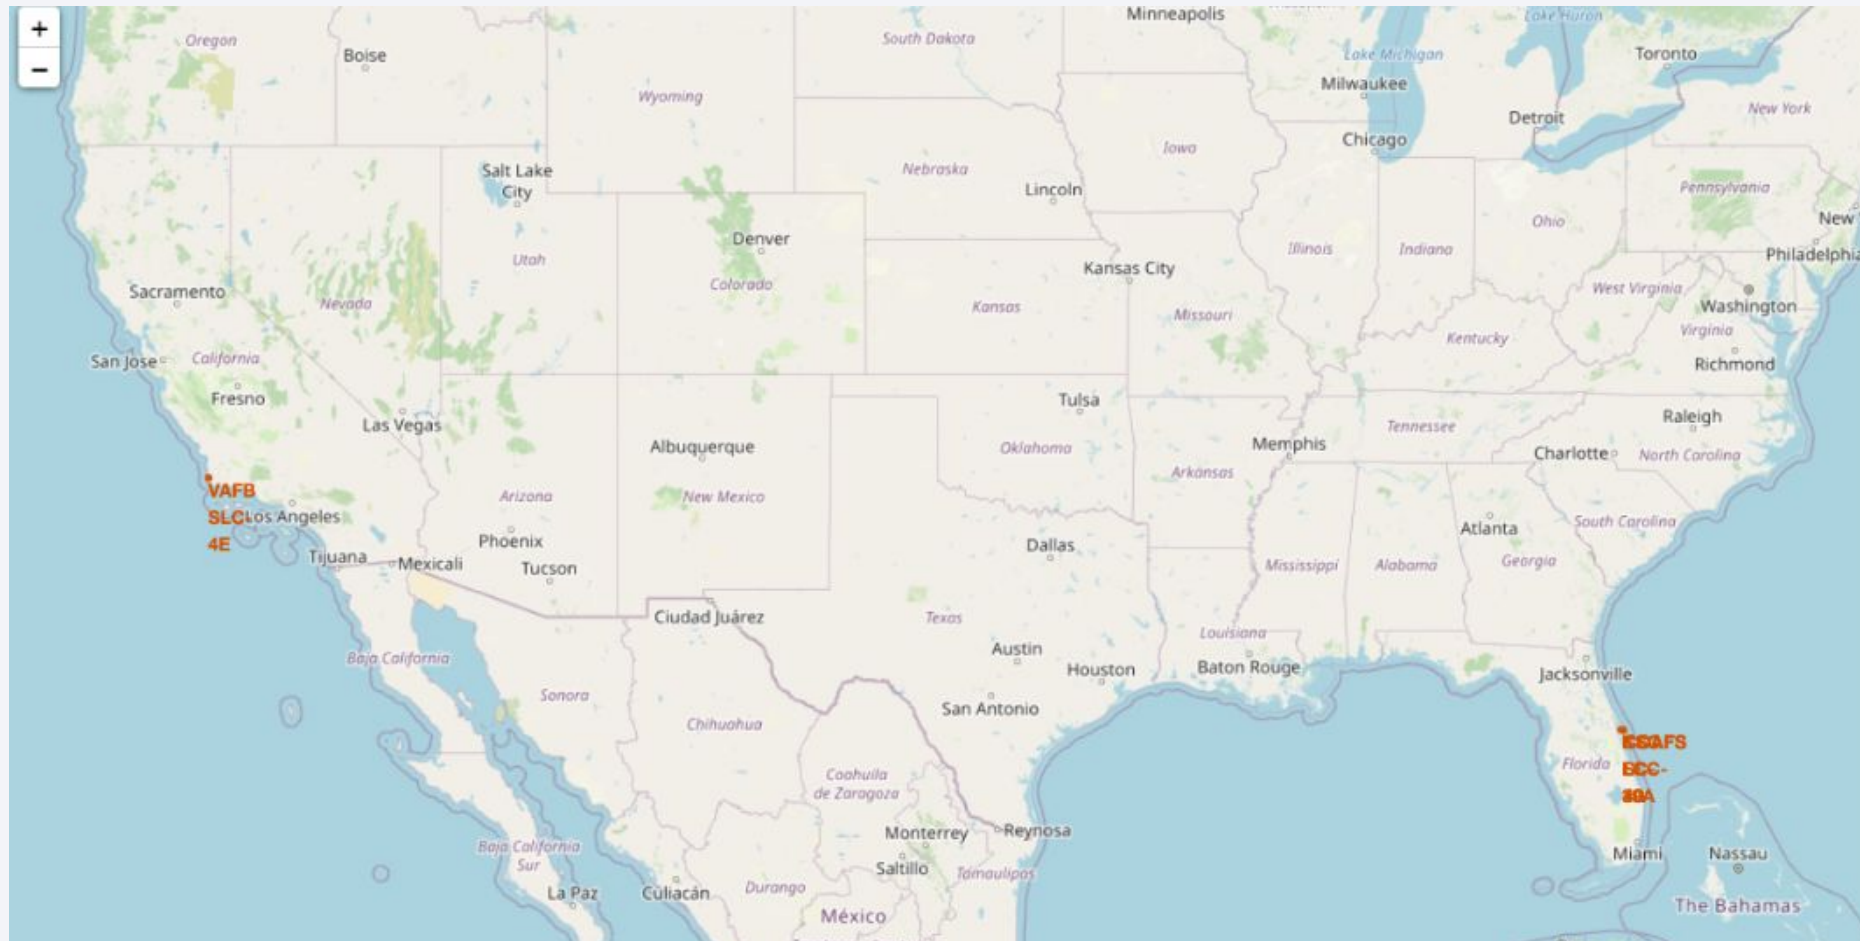 +
−
Oregon
Boise
South Dakota
Minneapolis
Lake Michigan
Lake Huron
Toronto
Wyoming
Milwaukee
New York
Detroit
Chicago
Iowa
Salt Lake
City
Nebraska
Lincoln
Pennsylvania
New
Ohio
Denver
Illinois
Indiana
Philadelphia
Utah
Kansas City
Colorado
Sacramento
Nevada
West Virginia
Washington
Kansas
Missouri
Virginia
Kentucky
San Jose
California
Richmond
Fresno
Tulsa
Raleigh
Las Vegas
Tennessee
Albuquerque
Oklahoma
Memphis
Charlotte
North Carolina
Arkansas
VAFB
SLC-
4E
Los Angeles
Arizona
New Mexico
Atlanta
South Carolina
Phoenix
Dallas
Tijuana
Mexicali
Tucson
Mississippi
Alabama
Georgia
Ciudad Juárez
Texas
Louisiana
Austin
Houston
Baton Rouge
Jacksonville
Baja California
Sonora
San Antonio
Chihuahua
Florida
Coahuila
de Zaragoza
Monterrey
Reynosa
Baja California
Sur
Saltillo
Tamaulipas
Miami
Nassau
La Paz
Culiacán
Durango
México
The Bahamas